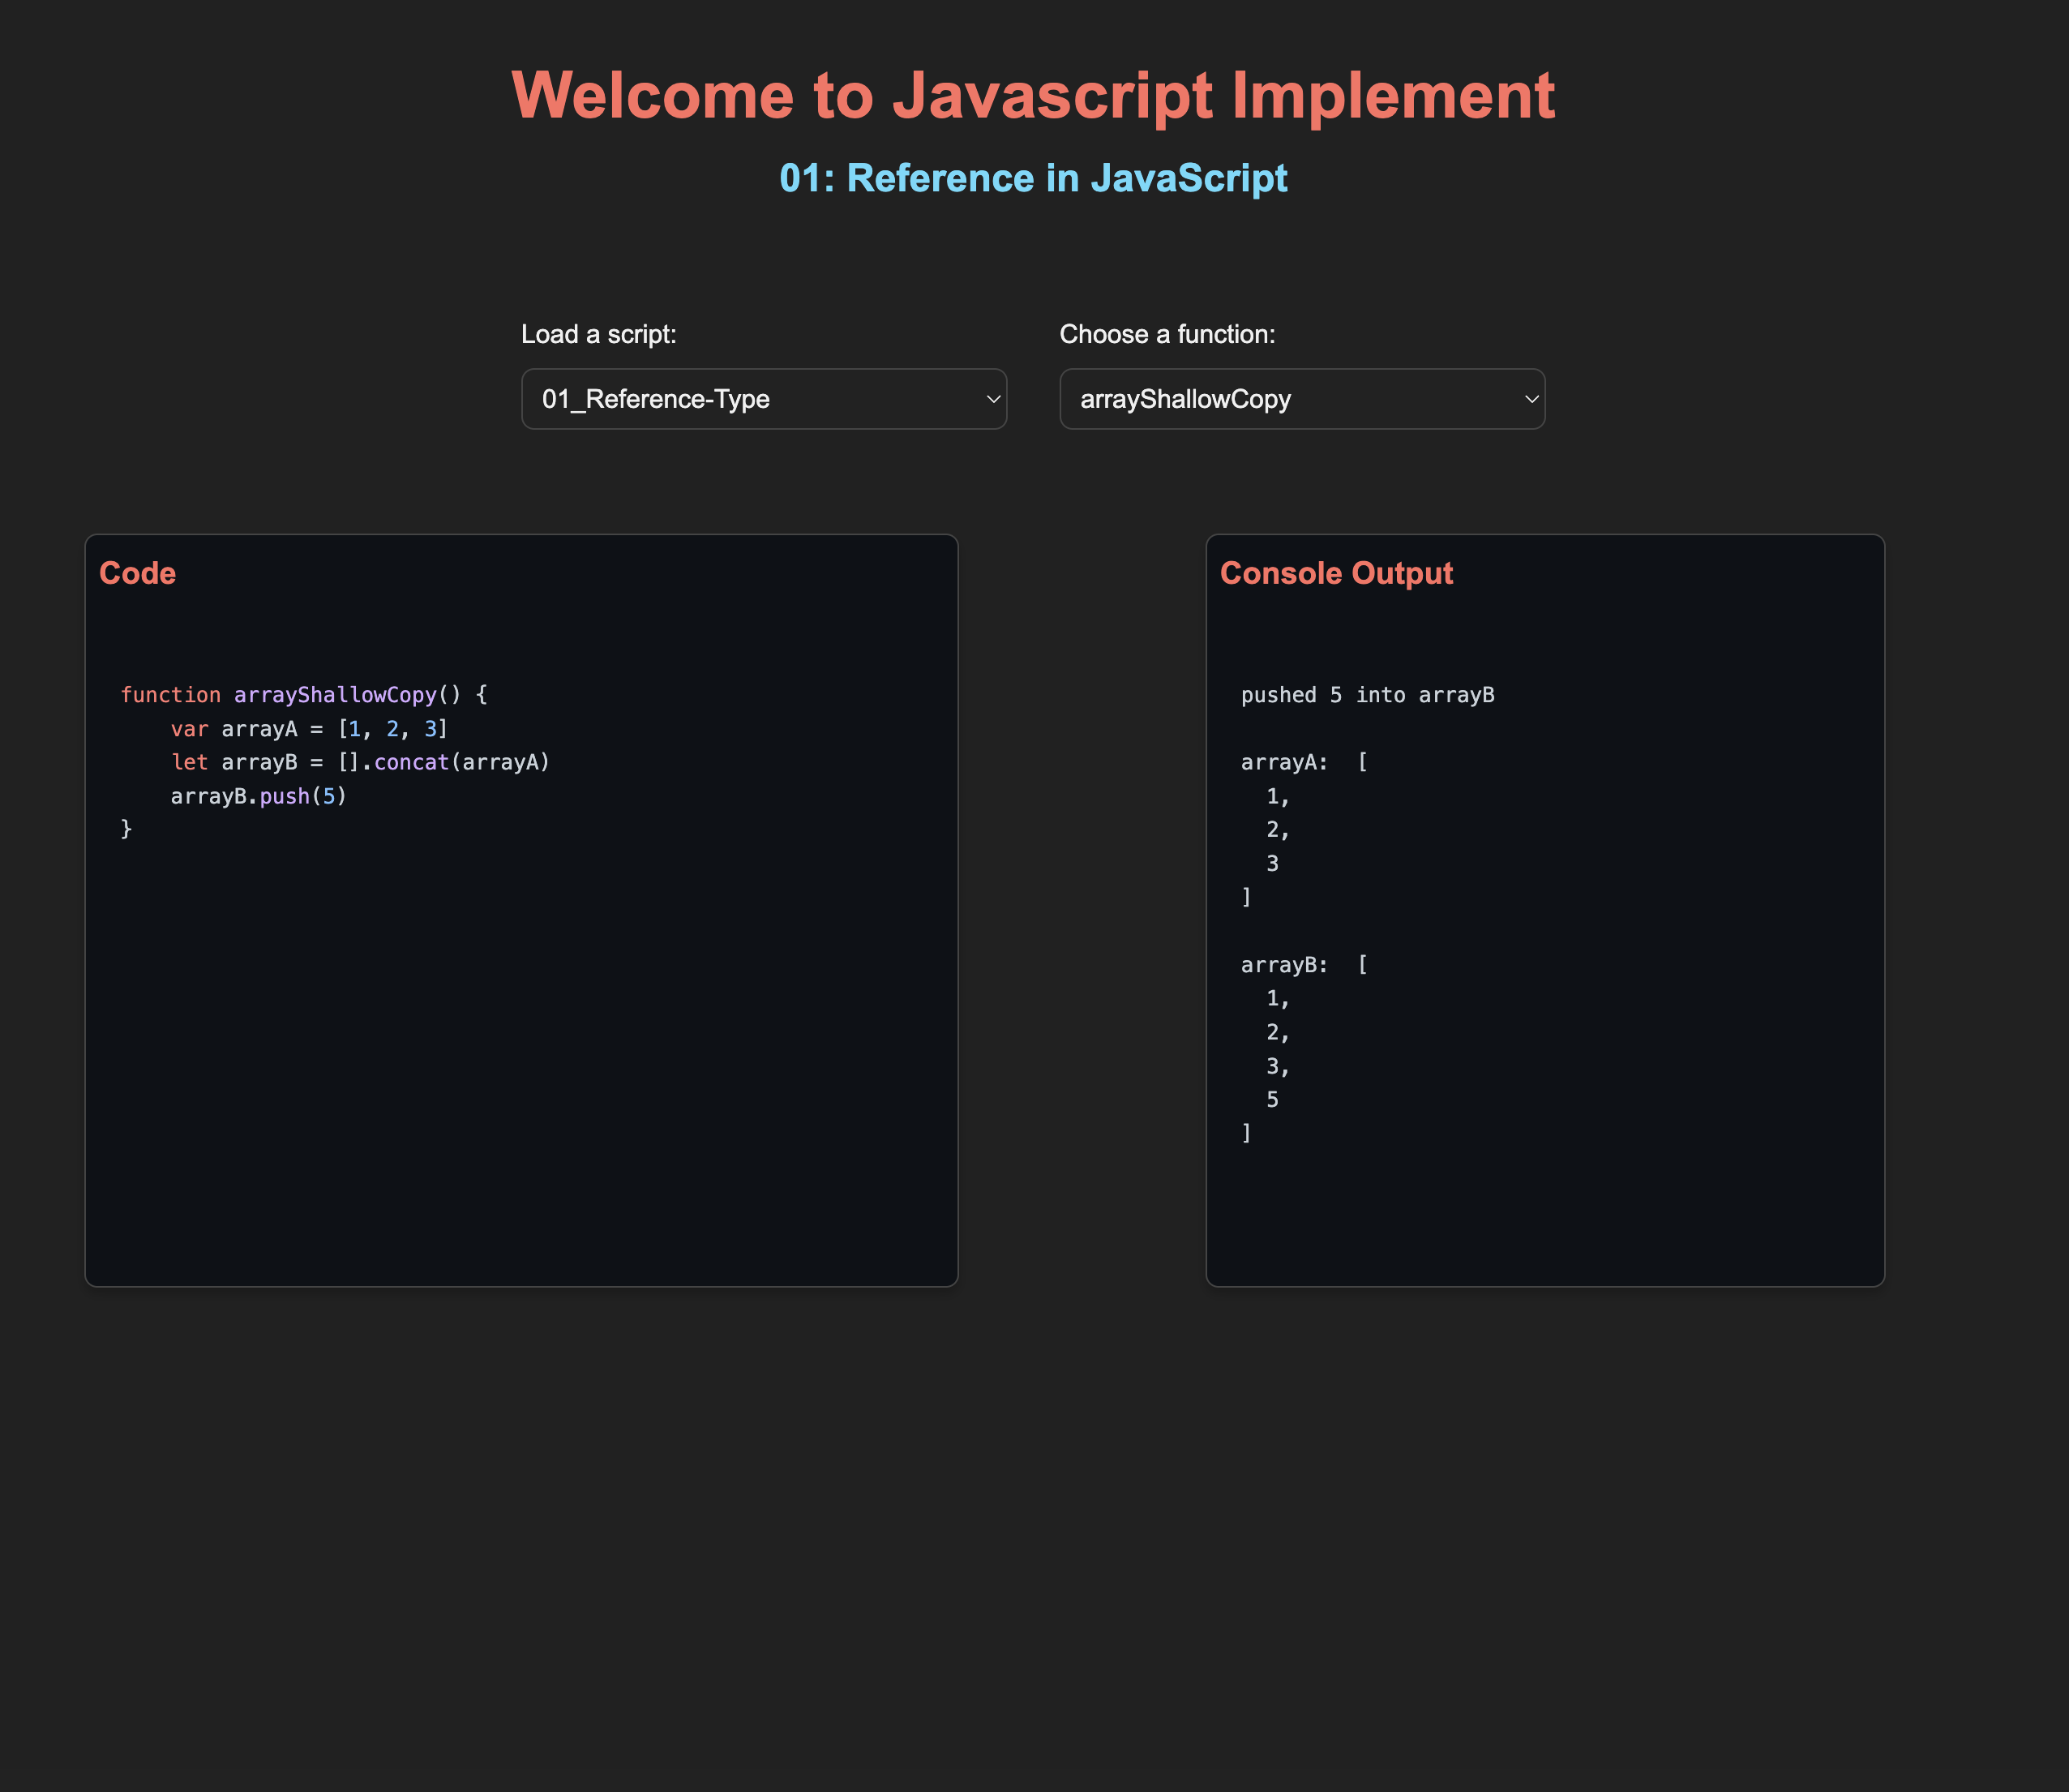 Welcome to Javascript Implement
01: Reference in JavaScript
Load a script:
01_Reference-Type
Choose a function:
arrayShallowCopy
Code
function arrayShallowCopy() {
    var arrayA = [1, 2, 3]
    let arrayB = [].concat(arrayA)
    arrayB.push(5)
}
Console Output
pushed 5 into arrayB
arrayA:  [
  1,
  2,
  3
]
arrayB:  [
  1,
  2,
  3,
  5
]